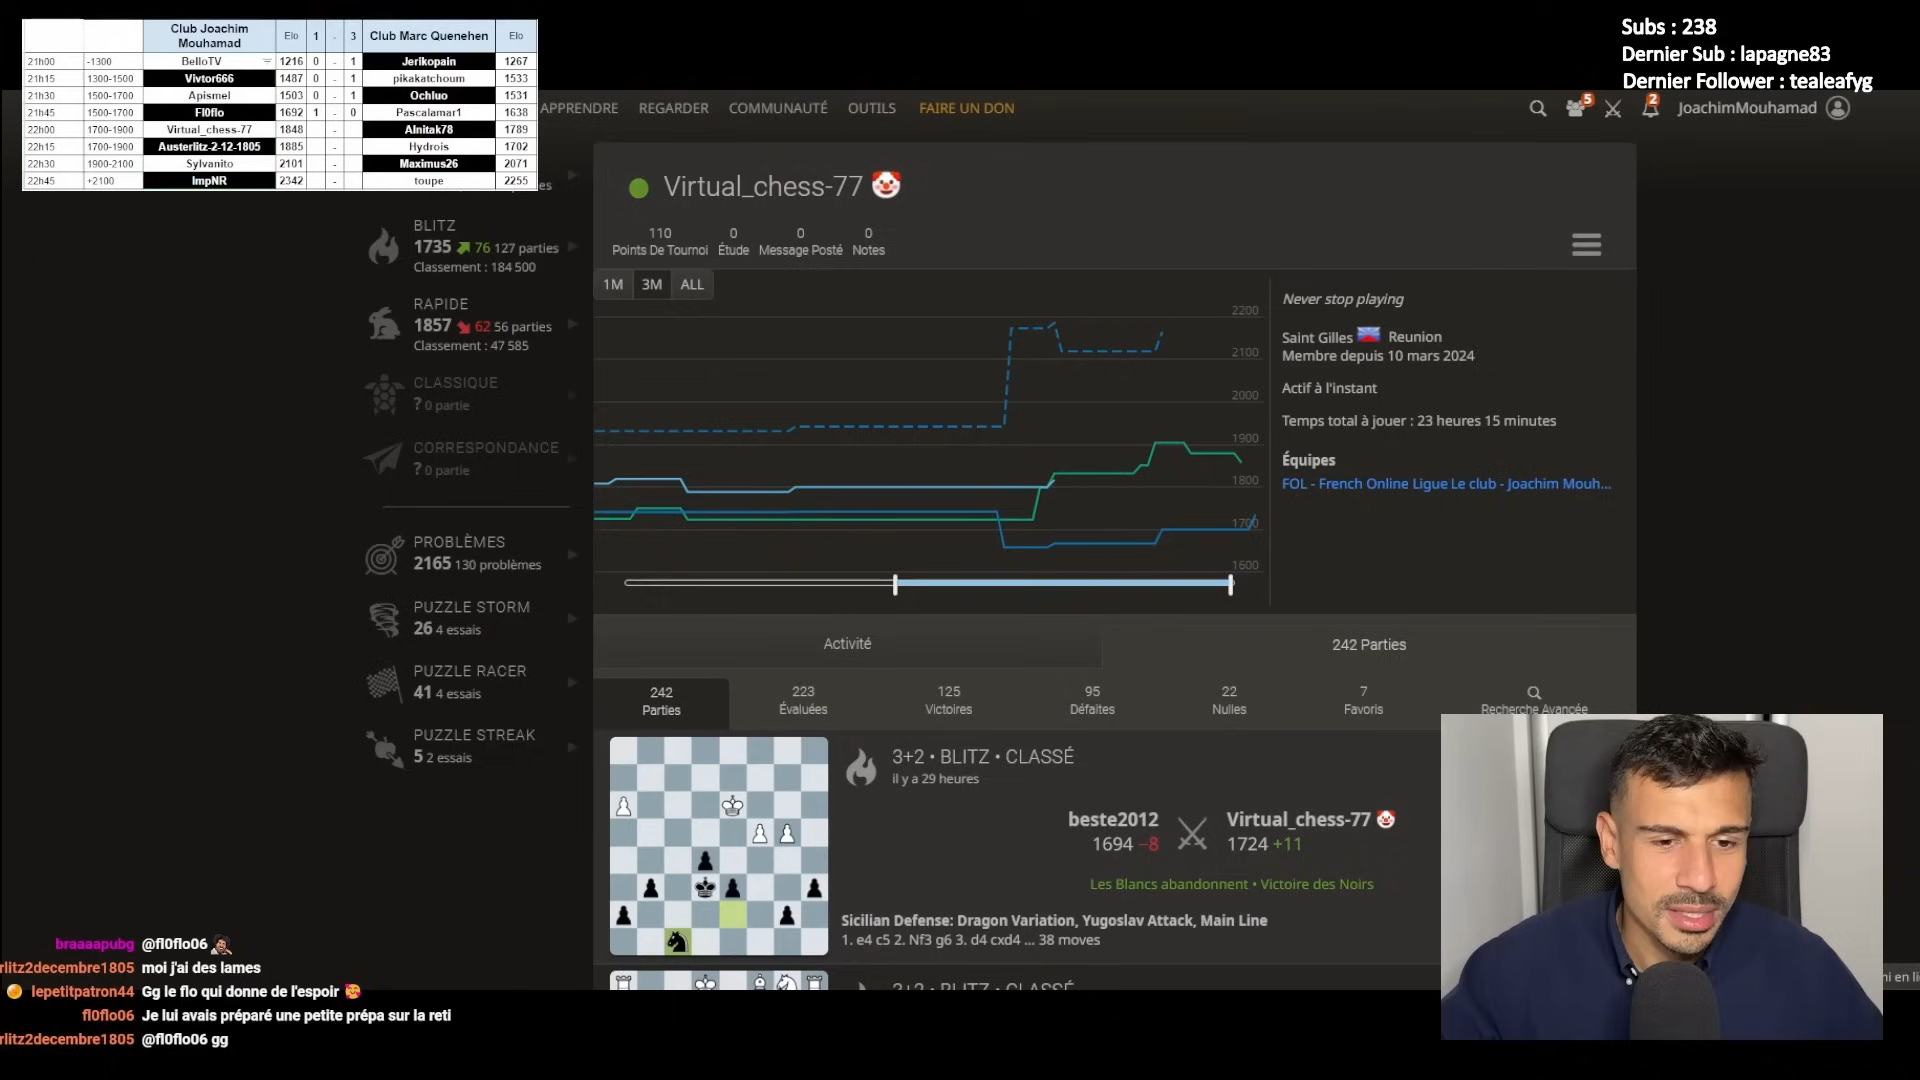 Club Joachim Mouhamad Elo 1 - 3 Club Marc Quenehen Elo
21h00 -1300 BelloTV 1216 0 - 1 Jerikopain 1267
21h15 1300-1500 Vivtor666 1487 0 - 1 pikakatchoum 1533
21h30 1500-1700 Apismel 1503 0 - 1 Ochluo 1531
21h45 1500-1700 Fl0flo 1692 1 - 0 Pascalamar1 1638
22h00 1700-1900 Virtual_chess-77 1848 - Alnitak78 1789
22h15 1700-1900 Austerlitz-2-12-1805 1885 - Hydrois 1702
22h30 1900-2100 Sylvanito 2101 - Maximus26 2071
22h45 +2100 ImpNR 2342 - toupe 2255
Subs : 238
Dernier Sub : lapagne83
Dernier Follower : tealeafyg
APPRENDRE REGARDER COMMUNAUTÉ OUTILS FAIRE UN DON
5 2 JoachimMouhamad
BLITZ
1735 76 127 parties
Classement : 184 500
RAPIDE
1857 62 56 parties
Classement : 47 585
CLASSIQUE
? 0 partie
CORRESPONDANCE
? 0 partie
PROBLÈMES
2165 130 problèmes
PUZZLE STORM
26 4 essais
PUZZLE RACER
41 4 essais
PUZZLE STREAK
5 2 essais
Virtual_chess-77
110 0 0 0
Points De Tournoi Étude Message Posté Notes
1M 3M ALL
2200
2100
2000
1900
1800
1700
1600
Never stop playing
Saint Gilles Reunion
Membre depuis 10 mars 2024
Actif à l'instant
Temps total à jouer : 23 heures 15 minutes
Équipes
FOL - French Online Ligue Le club - Joachim Mouh...
Activité 242 Parties
242 223 125 95 22 7
Parties Évaluées Victoires Défaites Nulles Favoris Recherche Avancée
3+2 • BLITZ • CLASSÉ
il y a 29 heures
beste2012 Virtual_chess-77
1694 −8 1724 +11
Les Blancs abandonnent • Victoire des Noirs
Sicilian Defense: Dragon Variation, Yugoslav Attack, Main Line
1. e4 c5 2. Nf3 g6 3. d4 cxd4 ... 38 moves
3+2 • BLITZ • CLASSÉ
braaaapubg @fl0flo06
rlitz2decembre1805 moi j'ai des lames
lepetitpatron44 Gg le flo qui donne de l'espoir
fl0flo06 Je lui avais préparé une petite prépa sur la reti
rlitz2decembre1805 @fl0flo06 gg